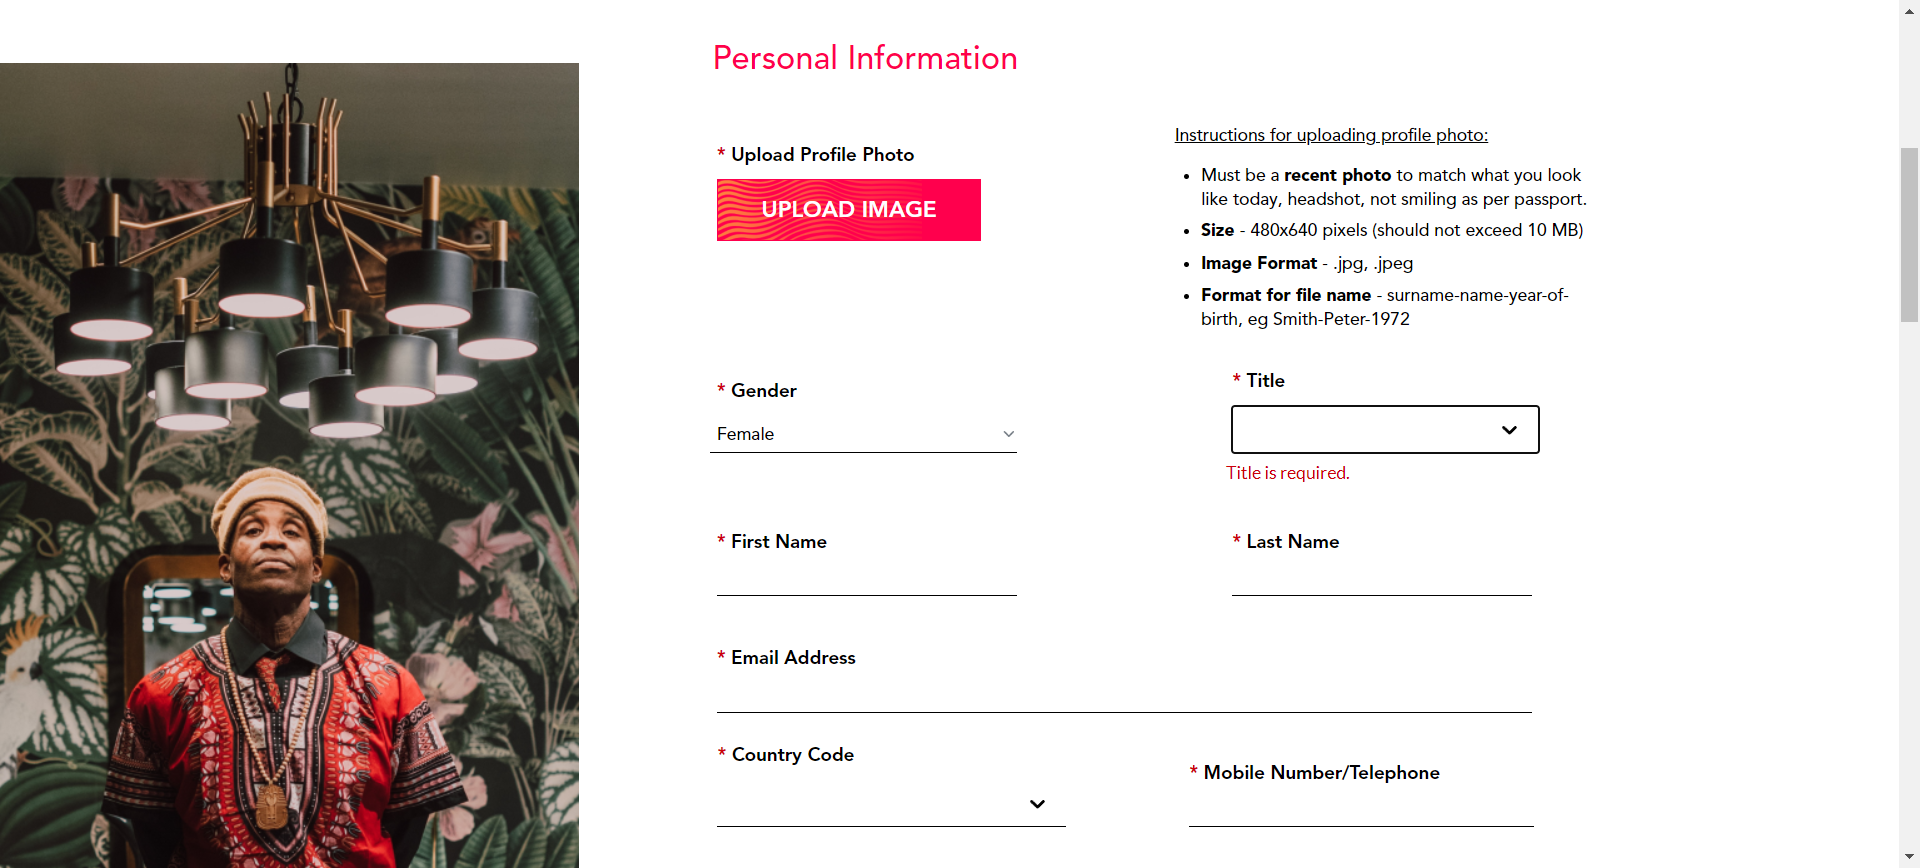 Personal Information
* Upload Profile Photo
UPLOAD IMAGE
Instructions for uploading profile photo:
• Must be a recent photo to match what you look
like today, headshot, not smiling as per passport.
• Size - 480x640 pixels (should not exceed 10 MB)
• Image Format - .jpg, .jpeg
• Format for file name - surname-name-year-of-
birth, eg Smith-Peter-1972
* Gender
Female
* Title
Title is required.
* First Name
* Last Name
* Email Address
* Country Code
* Mobile Number/Telephone